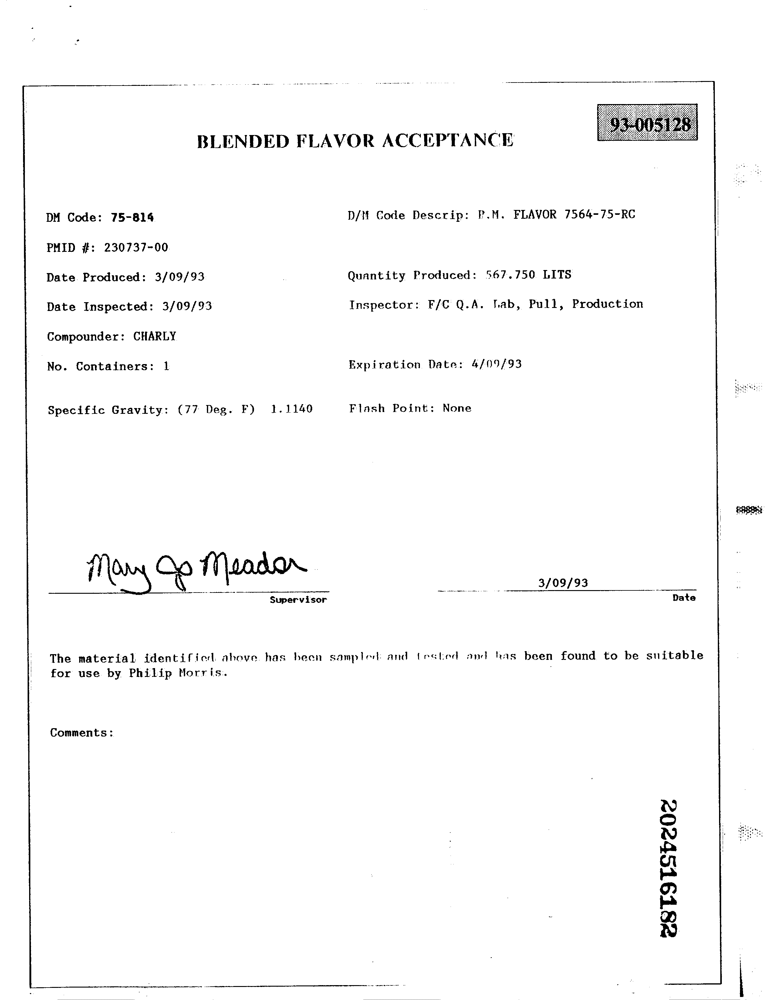 93-005128
BLENDED FLAVOR ACCEPTANCE
DM Code: 75-814
D/M Code Descrip: P.M. FLAVOR 7564-75-RC
PMID #: 230737-00
Date Produced: 3/09/93
Quantity Produced: 567.750 LITS
Date Inspected: 3/09/93
Inspector: F/C Q.A. Lab, Pull, Production
Compounder: CHARLY
No. Containers: 1
Expiration Date: 4/09/93
Specific Gravity: (77 Deg. F) 1.1140
Flash Point: None
Mary Jo Meador
3/09/93
Supervisor
Date
The material identified above has been sampled and tested and has been found to be suitable
for use by Philip Morris.
Comments:
2024516182